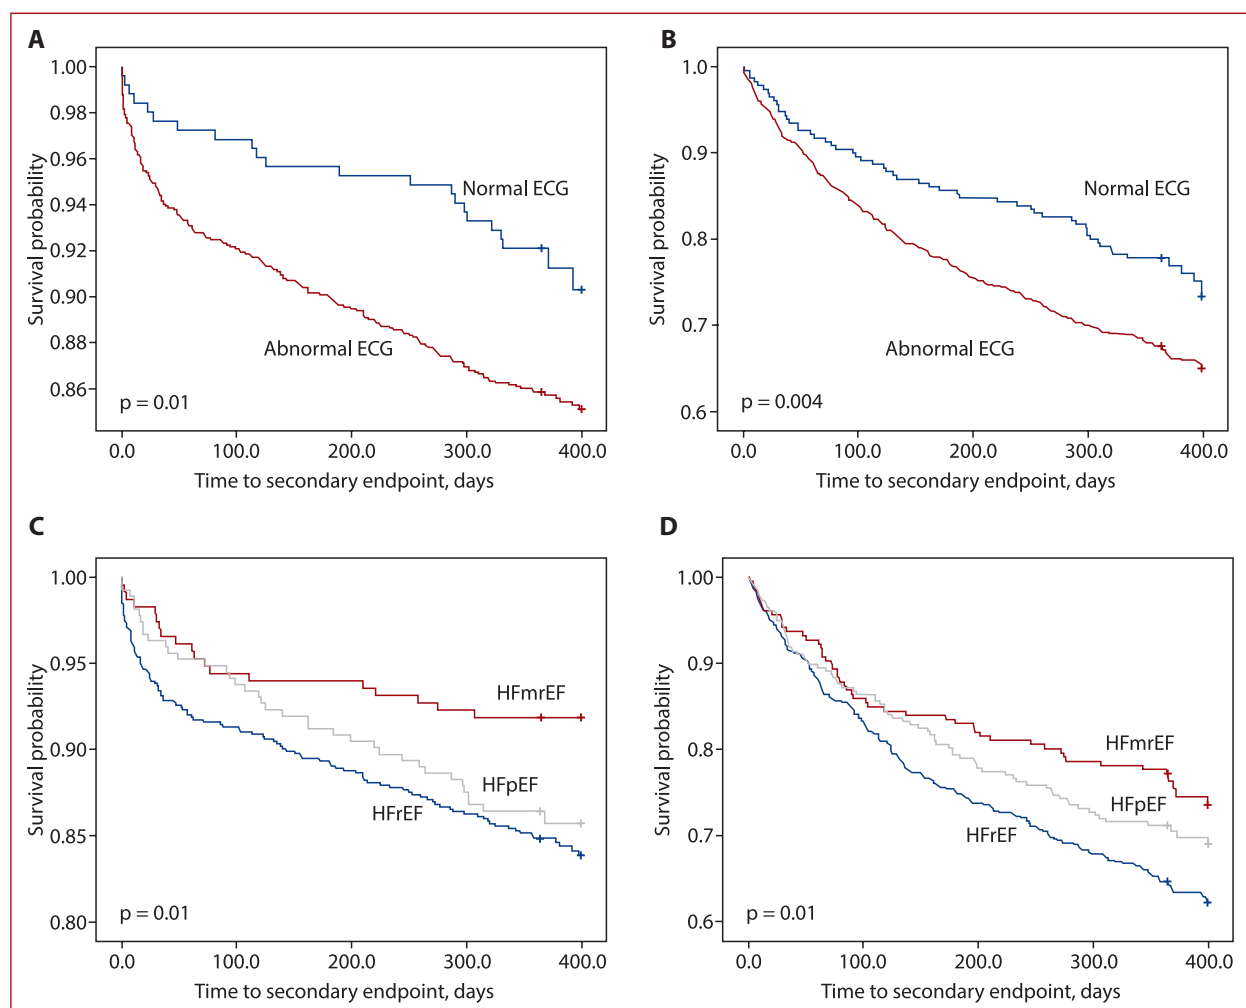 A
Survival probability
1.00
0.98
0.96
0.94
0.92
0.90
0.88
0.86
Normal ECG
Abnormal ECG
p = 0.01
0.0 100.0 200.0 300.0 400.0
Time to secondary endpoint, days
B
Survival probability
1.0
0.9
0.8
0.7
0.6
Normal ECG
Abnormal ECG
p = 0.004
0.0 100.0 200.0 300.0 400.0
Time to secondary endpoint, days
C
Survival probability
1.00
0.95
0.90
0.85
0.80
HFmrEF
HFpEF
HFrEF
p = 0.01
0.0 100.0 200.0 300.0 400.0
Time to secondary endpoint, days
D
Survival probability
1.00
0.9
0.8
0.7
0.6
HFmrEF
HFpEF
HFrEF
p = 0.01
0.0 100.0 200.0 300.0 400.0
Time to secondary endpoint, days